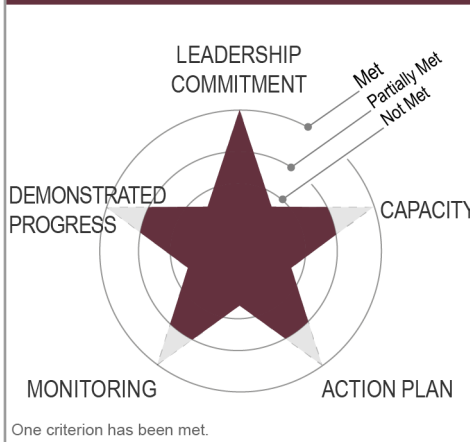 LEADERSHIP
COMMITMENT
Met
Partially Met
Not Met
DEMONSTRATED
PROGRESS
CAPACITY
MONITORING
ACTION PLAN
One criterion has been met.